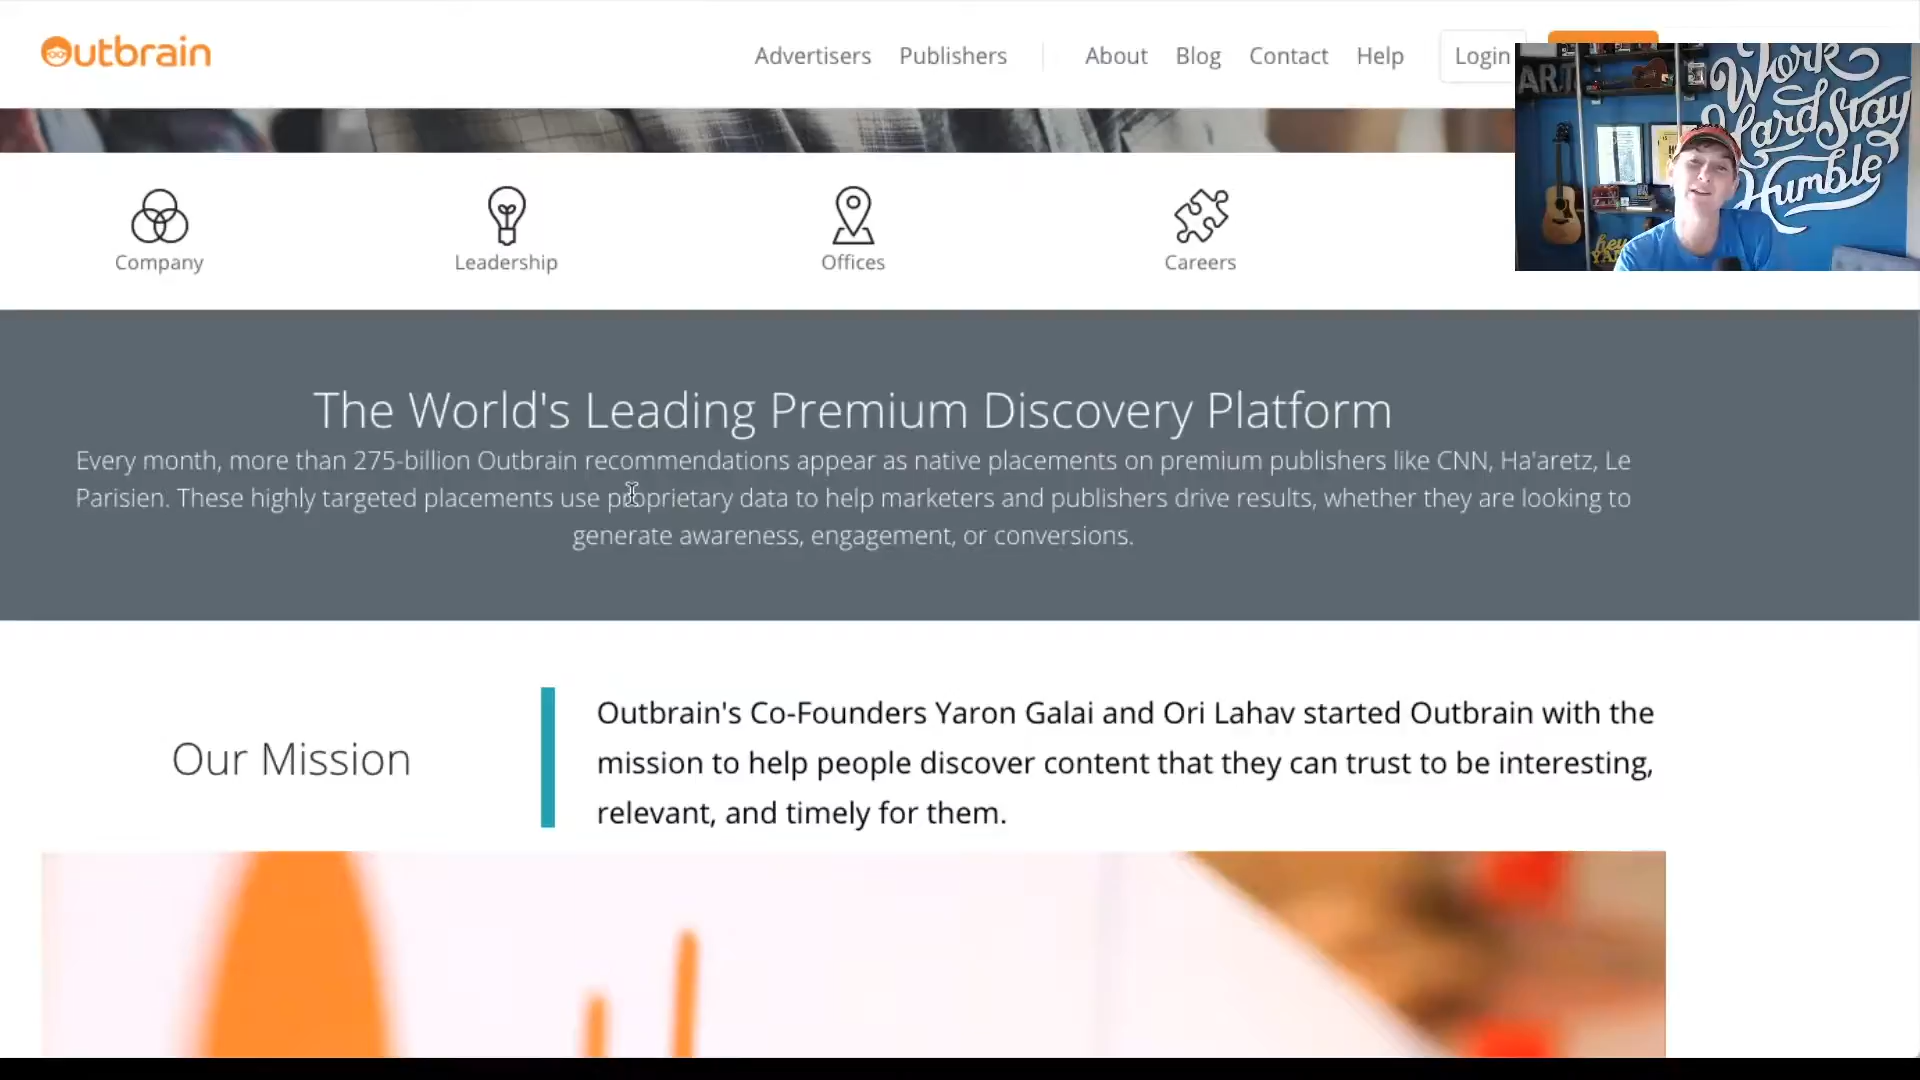 Outbrain
Advertisers Publishers About Blog Contact Help Login
ART
Work
Hard Stay
Humble
hey
Company Leadership Offices Careers
The World's Leading Premium Discovery Platform
Every month, more than 275-billion Outbrain recommendations appear as native placements on premium publishers like CNN, Ha'aretz, Le
Parisien. These highly targeted placements use proprietary data to help marketers and publishers drive results, whether they are looking to
generate awareness, engagement, or conversions.
Our Mission
Outbrain's Co-Founders Yaron Galai and Ori Lahav started Outbrain with the
mission to help people discover content that they can trust to be interesting,
relevant, and timely for them.